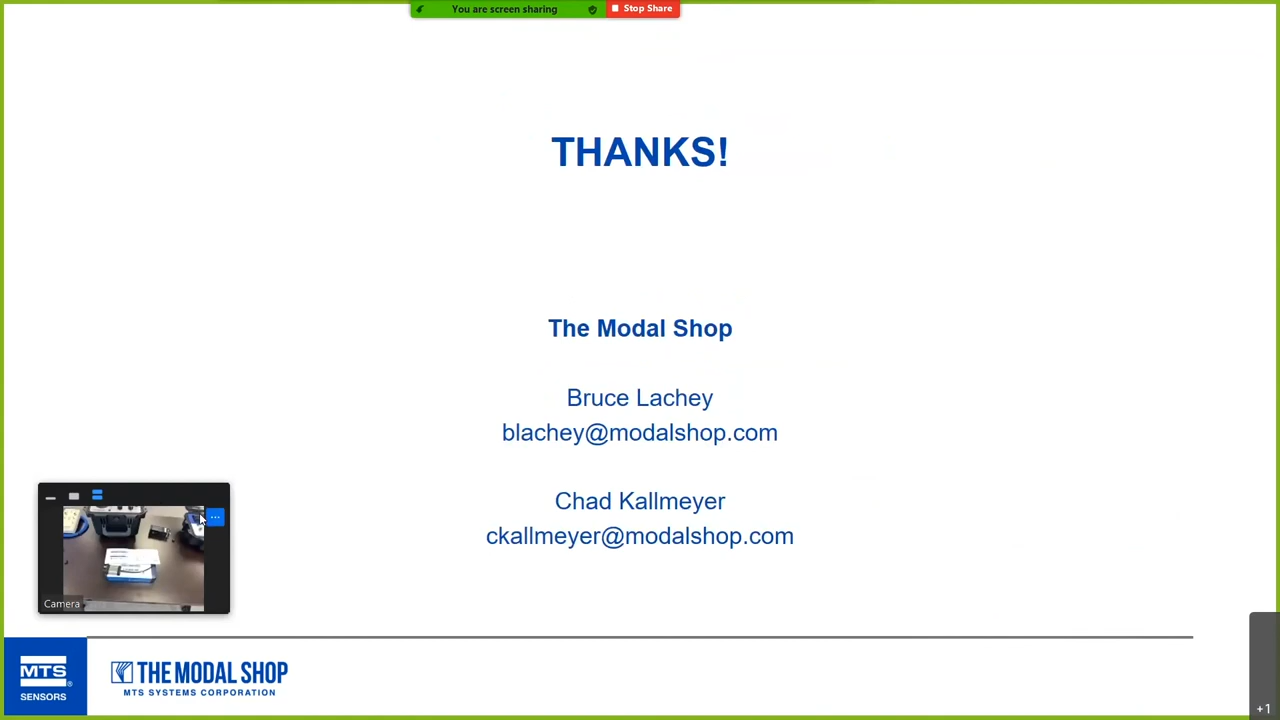 You are screen sharing
Stop Share
THANKS!
The Modal Shop
Bruce Lachey
blachey@modalshop.com
Chad Kallmeyer
ckallmeyer@modalshop.com
Camera
MTS®
SENSORS
THE MODAL SHOP
MTS SYSTEMS CORPORATION
+1